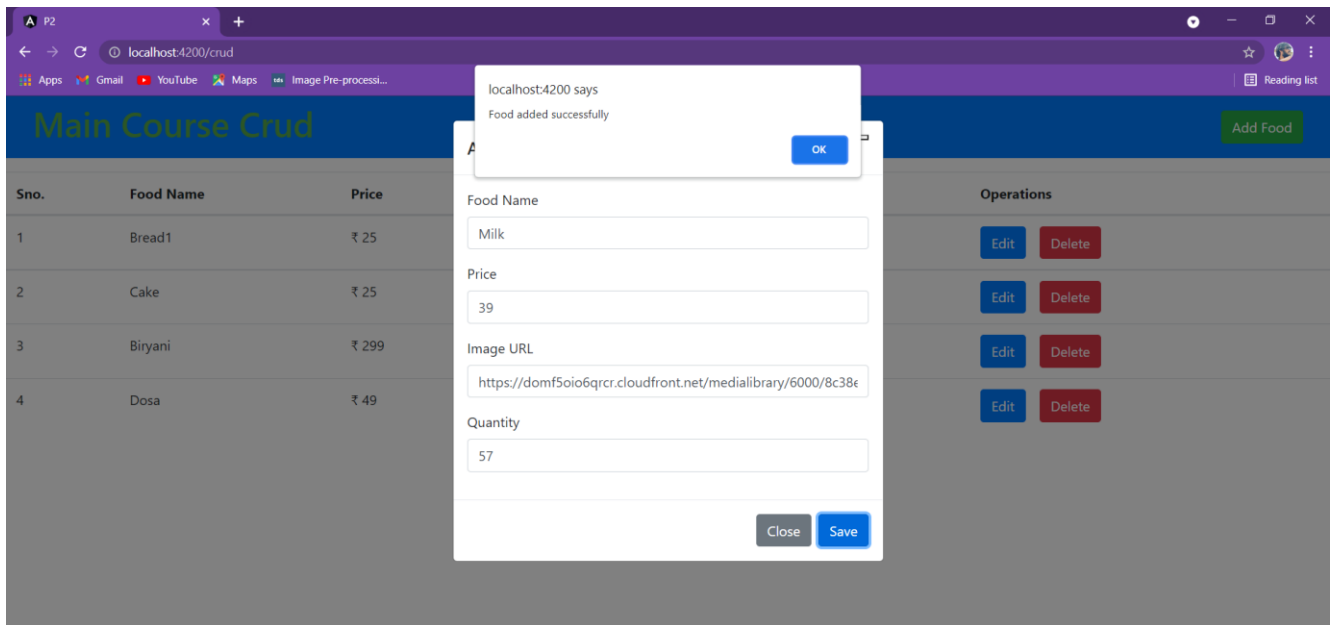 P2
localhost:4200/crud
Apps Gmail YouTube Maps Image Pre-processi... Reading list
localhost:4200 says
Food added successfully
OK
Main Course Crud Add Food
Sno. Food Name Price Operations
1 Bread1 ₹ 25 Edit Delete
2 Cake ₹ 25 Edit Delete
3 Biryani ₹ 299 Edit Delete
4 Dosa ₹ 49 Edit Delete
Food Name
Milk
Price
39
Image URL
https://domf5oio6qrcr.cloudfront.net/medialibrary/6000/8c38e
Quantity
57
Close Save